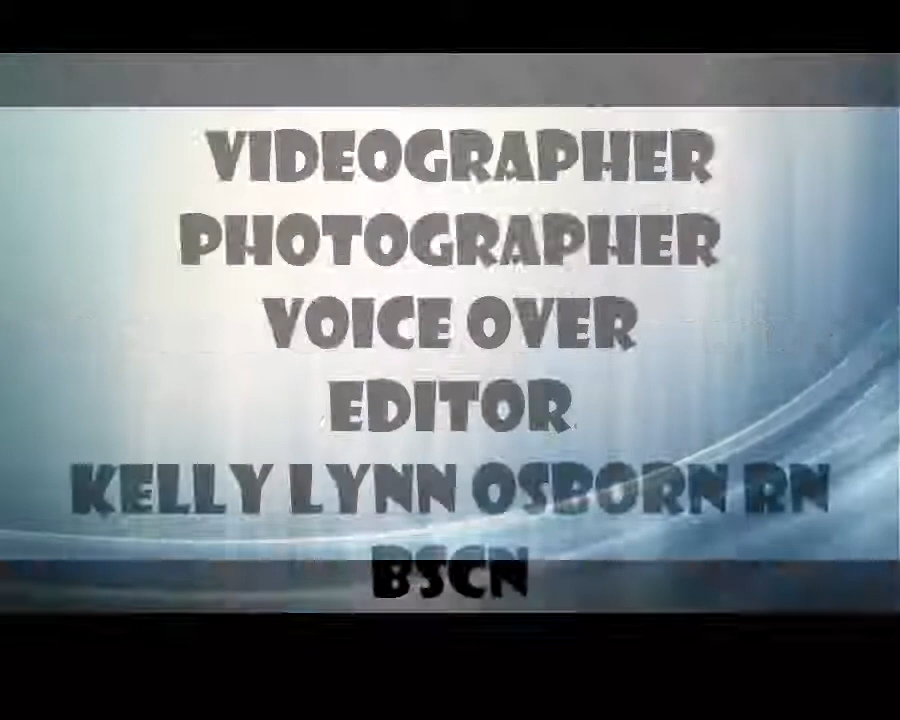 VIDEOGRAPHER
PHOTOGRAPHER
VOICE OVER
EDITOR
KELLY LYNN OSBORN RN
BSCN